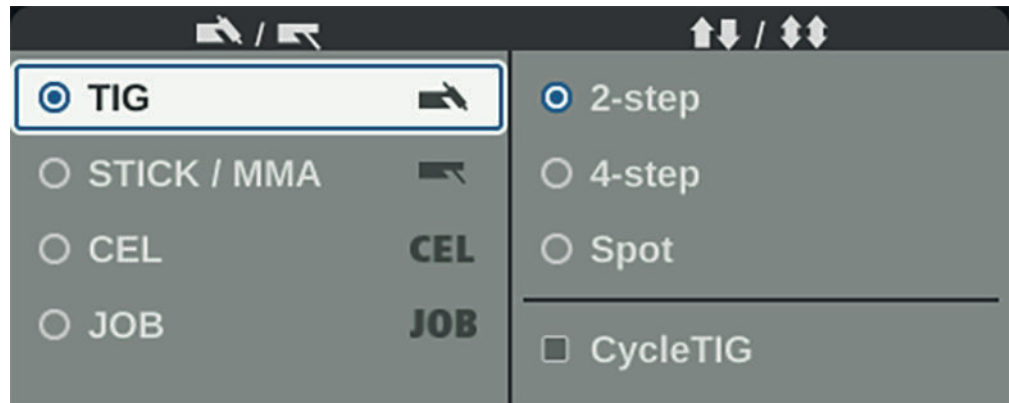 /
/
TIG
STICK / MMA
CEL CEL
JOB JOB
2-step
4-step
Spot
CycleTIG